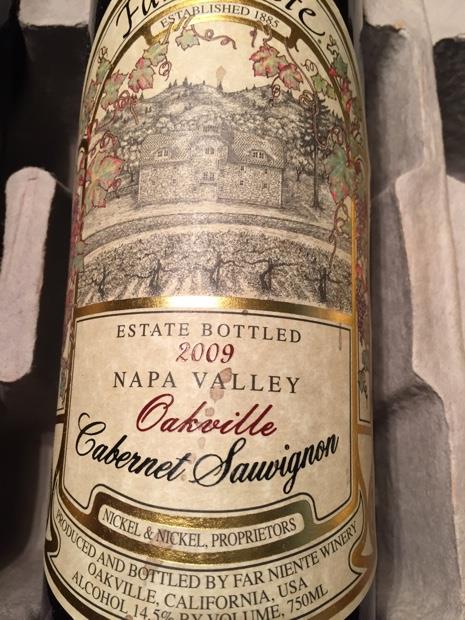 ESTABLISHED 1885
ESTATE BOTTLED
2009
NAPA VALLEY
Oakville
Cabernet Sauvignon
NICKEL & NICKEL, PROPRIETORS
PRODUCED AND BOTTLED BY FAR NIENTE WINERY
OAKVILLE, CALIFORNIA, USA
ALCOHOL 14.5% BY VOLUME, 750ML